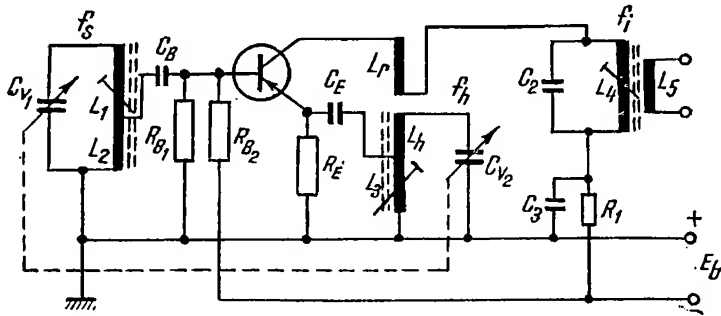 f_s
C_B
f_i
C_V1
L_1
L_2
R_B1
R_B2
C_E
R_E
L_r
f_h
L_h
L_3
C_V2
C_2
L_4
L_5
C_3
R_1
+
E_b
−